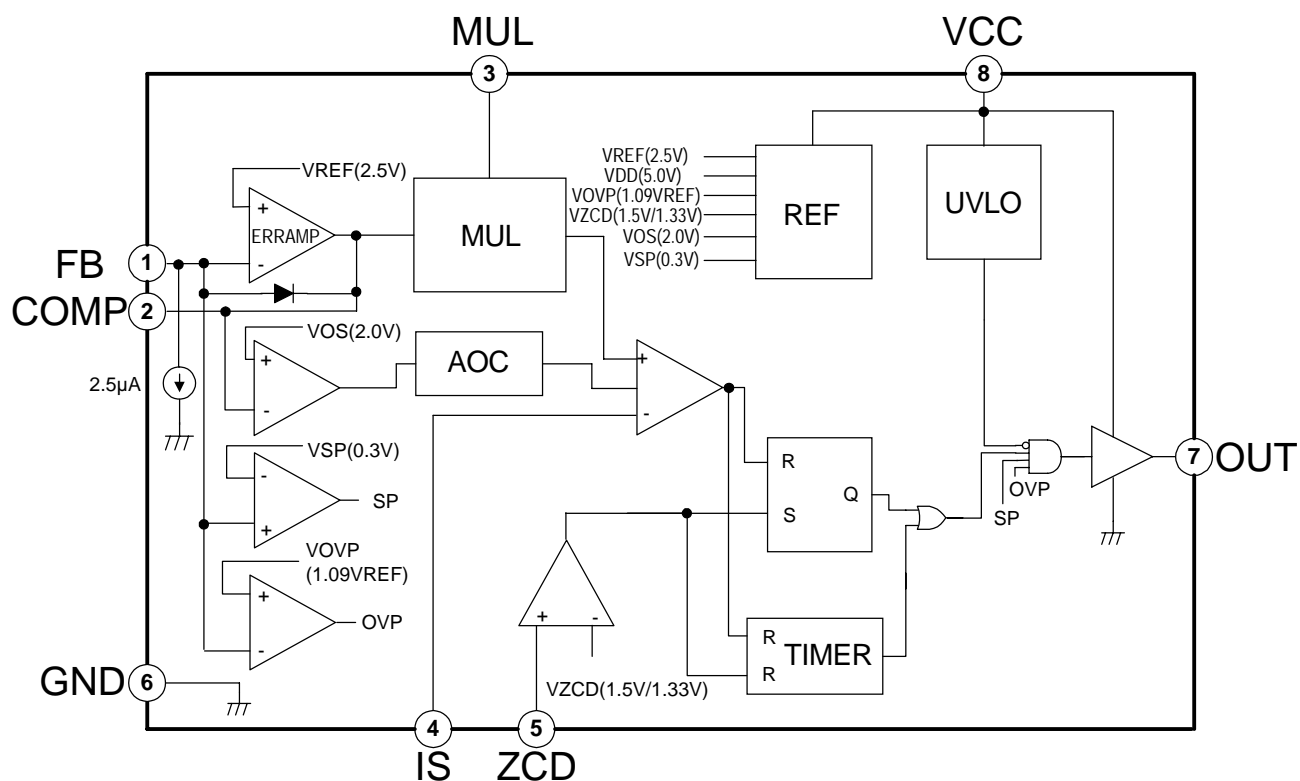 MUL
VCC
3
8
VREF(2.5V)
+
ERRAMP
-
MUL
VREF(2.5V)
VDD(5.0V)
VOVP(1.09VREF)
VZCD(1.5V/1.33V)
VOS(2.0V)
VSP(0.3V)
REF
UVLO
FB
1
COMP
2
VOS(2.0V)
+
-
AOC
+
-
2.5µA
VSP(0.3V)
-
+
SP
VOVP
(1.09VREF)
+
-
OVP
R
S
Q
OVP
SP
7
OUT
+
-
VZCD(1.5V/1.33V)
R
R
TIMER
GND
6
4
IS
5
ZCD